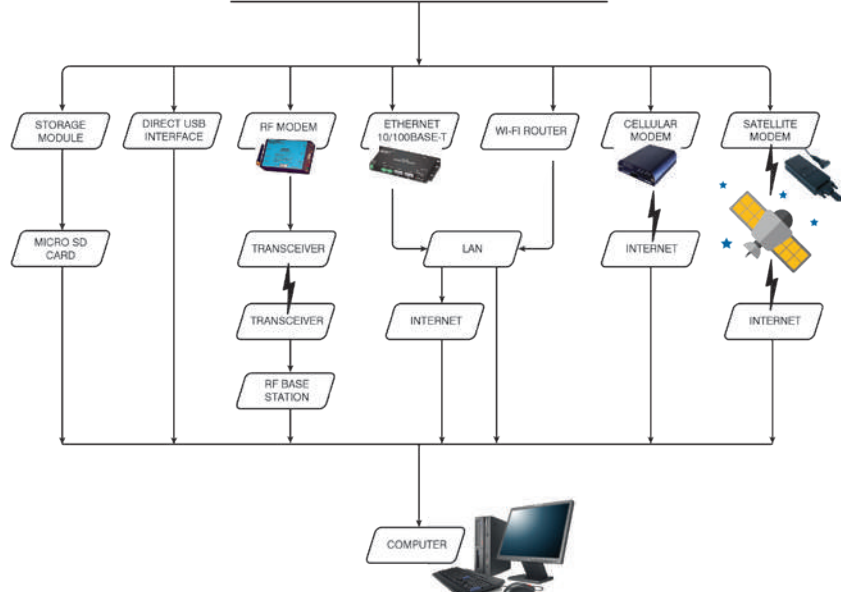 STORAGE
MODULE
DIRECT USB
INTERFACE
RF MODEM
ETHERNET
10/100BASE-T
WI-FI ROUTER
CELLULAR
MODEM
SATELLITE
MODEM
MICRO SD
CARD
TRANSCEIVER
LAN
INTERNET
TRANSCEIVER
INTERNET
INTERNET
RF BASE
STATION
COMPUTER